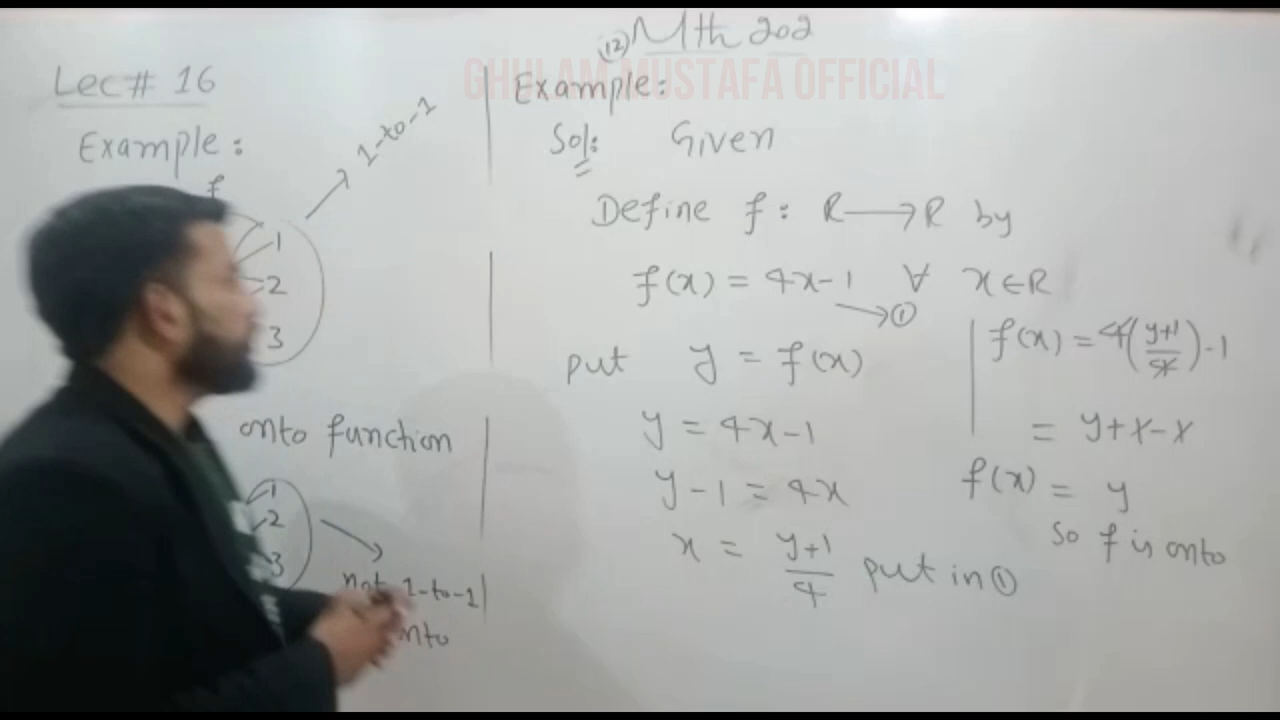 (12) Mth 202
GHULAM MUSTAFA OFFICIAL
Lec# 16
Example:
1-to-1
f
1
2
3
onto function
1
2
3
not 1-to-1
onto
Example:
Sol: Given
Define f: R → R by
f(x) = 4x-1 ∀ x∈R
→①
put y = f(x)
y = 4x-1
y-1 = 4x
x = y+1/4 put in ①
f(x) = 4(y+1/4)-1
= y+x-x
f(x) = y
So f is onto